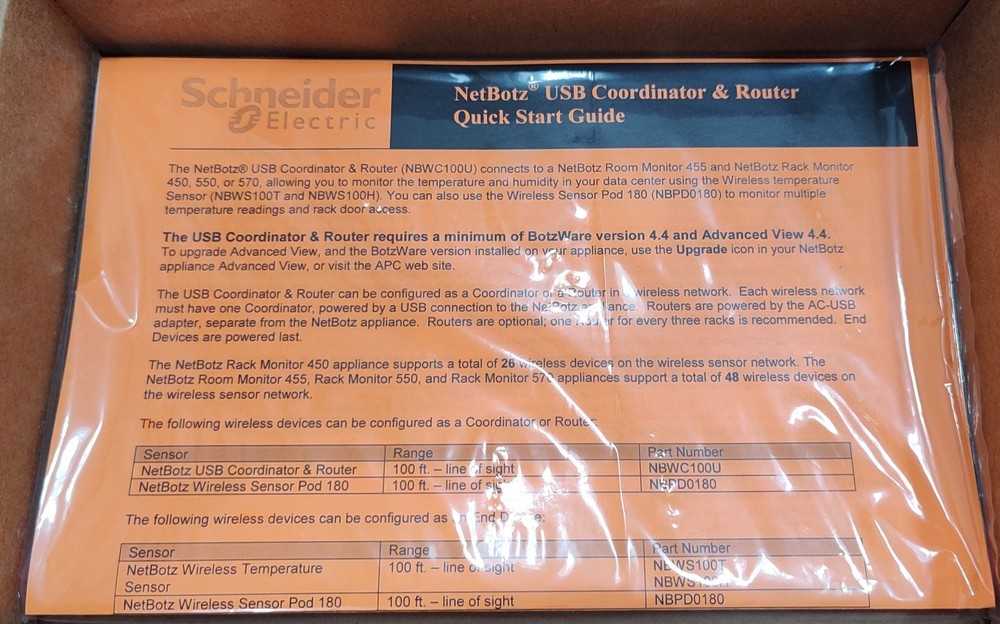 Schneider
Electric
NetBotz® USB Coordinator & Router
Quick Start Guide
The NetBotz® USB Coordinator & Router (NBWC100U) connects to a NetBotz Room Monitor 455 and NetBotz Rack Monitor
450, 550, or 570, allowing you to monitor the temperature and humidity in your data center using the Wireless temperature
Sensor (NBWS100T and NBWS100H). You can also use the Wireless Sensor Pod 180 (NBPD0180) to monitor multiple
temperature readings and rack door access.
The USB Coordinator & Router requires a minimum of BotzWare version 4.4 and Advanced View 4.4.
To upgrade Advanced View, and the BotzWare version installed on your appliance, use the Upgrade icon in your NetBotz
appliance Advanced View, or visit the APC web site.
The USB Coordinator & Router can be configured as a Coordinator or a Router in wireless network. Each wireless network
must have one Coordinator, powered by a USB connection to the NetBotz appliance. Routers are powered by the AC-USB
adapter, separate from the NetBotz appliance. Routers are optional; one Router for every three racks is recommended. End
Devices are powered last.
The NetBotz Rack Monitor 450 appliance supports a total of 26 wireless devices on the wireless sensor network. The
NetBotz Room Monitor 455, Rack Monitor 550, and Rack Monitor 570 appliances support a total of 48 wireless devices on
the wireless sensor network.
The following wireless devices can be configured as a Coordinator or Router:
Sensor Range Part Number
NetBotz USB Coordinator & Router 100 ft. – line of sight NBWC100U
NetBotz Wireless Sensor Pod 180 100 ft. – line of sight NBPD0180
The following wireless devices can be configured as an End Device:
Sensor Range Part Number
NetBotz Wireless Temperature 100 ft. – line of sight NBWS100T
Sensor NBWS100H
NetBotz Wireless Sensor Pod 180 100 ft. – line of sight NBPD0180